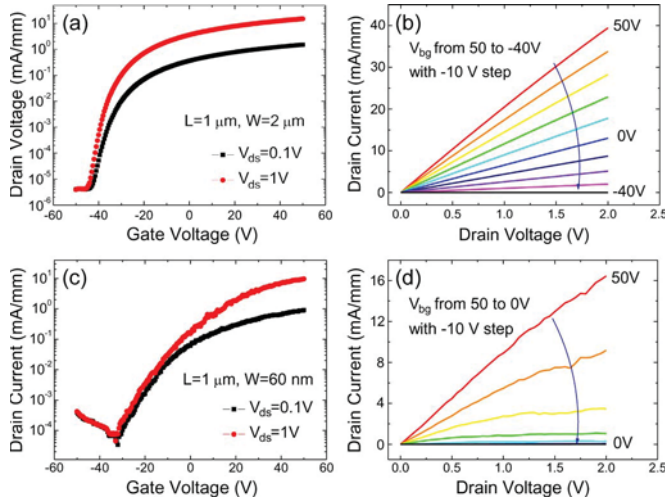 (a)
Drain Voltage (mA/mm)
10¹
10⁰
10⁻¹
10⁻²
10⁻³
10⁻⁴
10⁻⁵
10⁻⁶
L=1 μm, W=2 μm
Vds=0.1V
Vds=1V
-60 -40 -20 0 20 40 60
Gate Voltage (V)
(b)
Drain Current (mA/mm)
40
30
20
10
0
Vbg from 50 to -40V
with -10 V step
50V
0V
-40V
0.0 0.5 1.0 1.5 2.0 2.5
Drain Voltage (V)
(c)
Drain Current (mA/mm)
10¹
10⁰
10⁻¹
10⁻²
10⁻³
10⁻⁴
L=1 μm, W=60 nm
Vds=0.1V
Vds=1V
-60 -40 -20 0 20 40 60
Gate Voltage (V)
(d)
Drain Current (mA/mm)
16
12
8
4
0
Vbg from 50 to 0V
with -10V step
50V
0V
0.0 0.5 1.0 1.5 2.0 2.5
Drain Voltage (V)